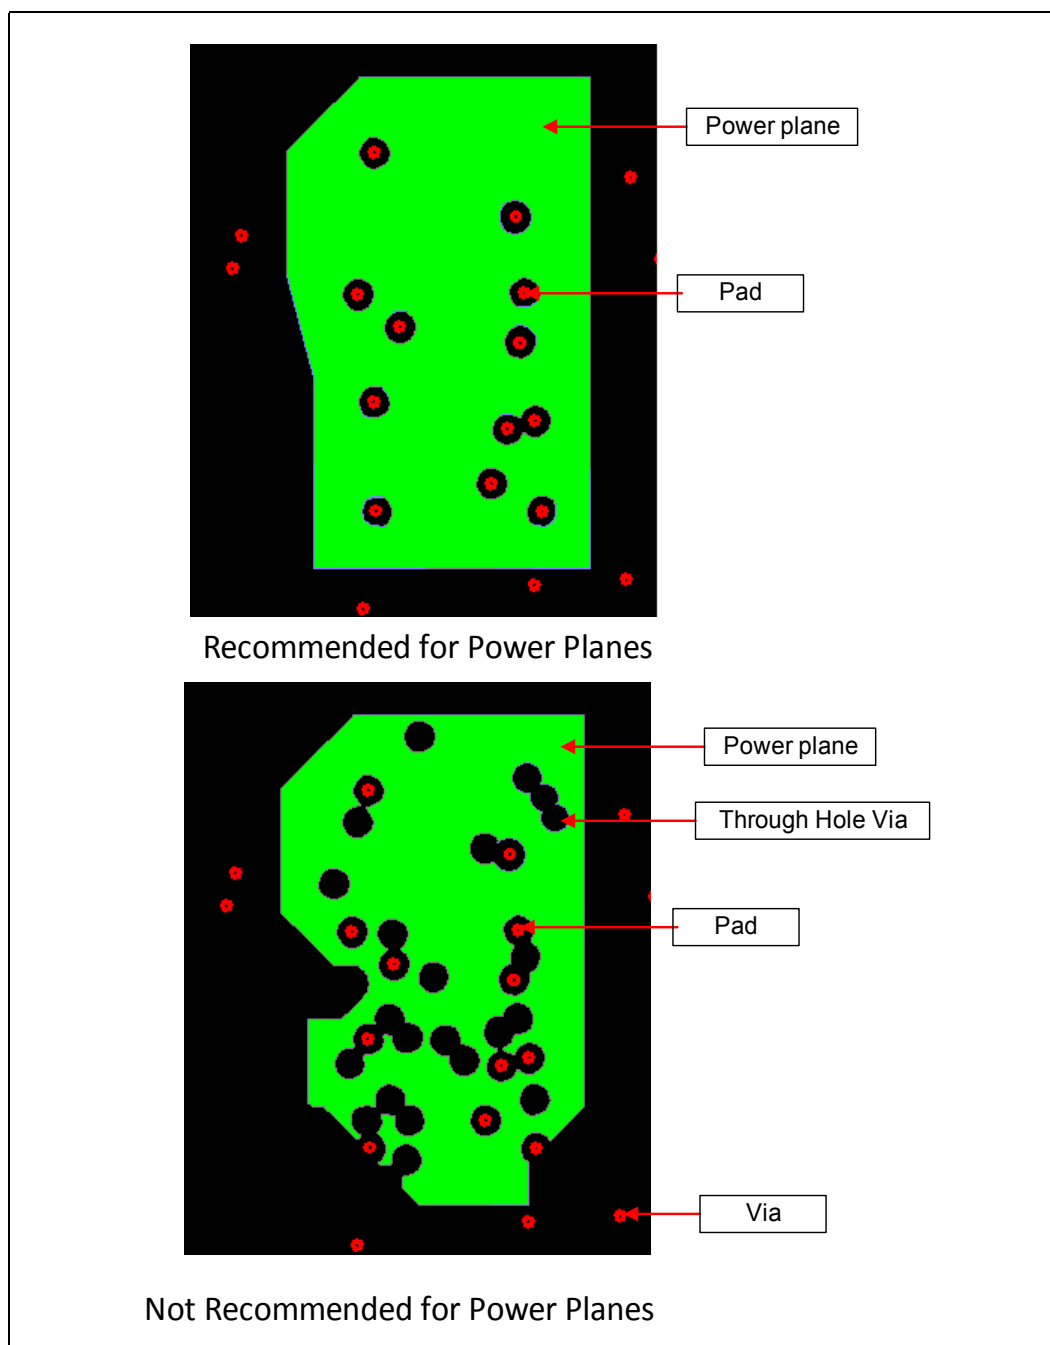 Power plane
Pad
Recommended for Power Planes
Power plane
Through Hole Via
Pad
Via
Not Recommended for Power Planes